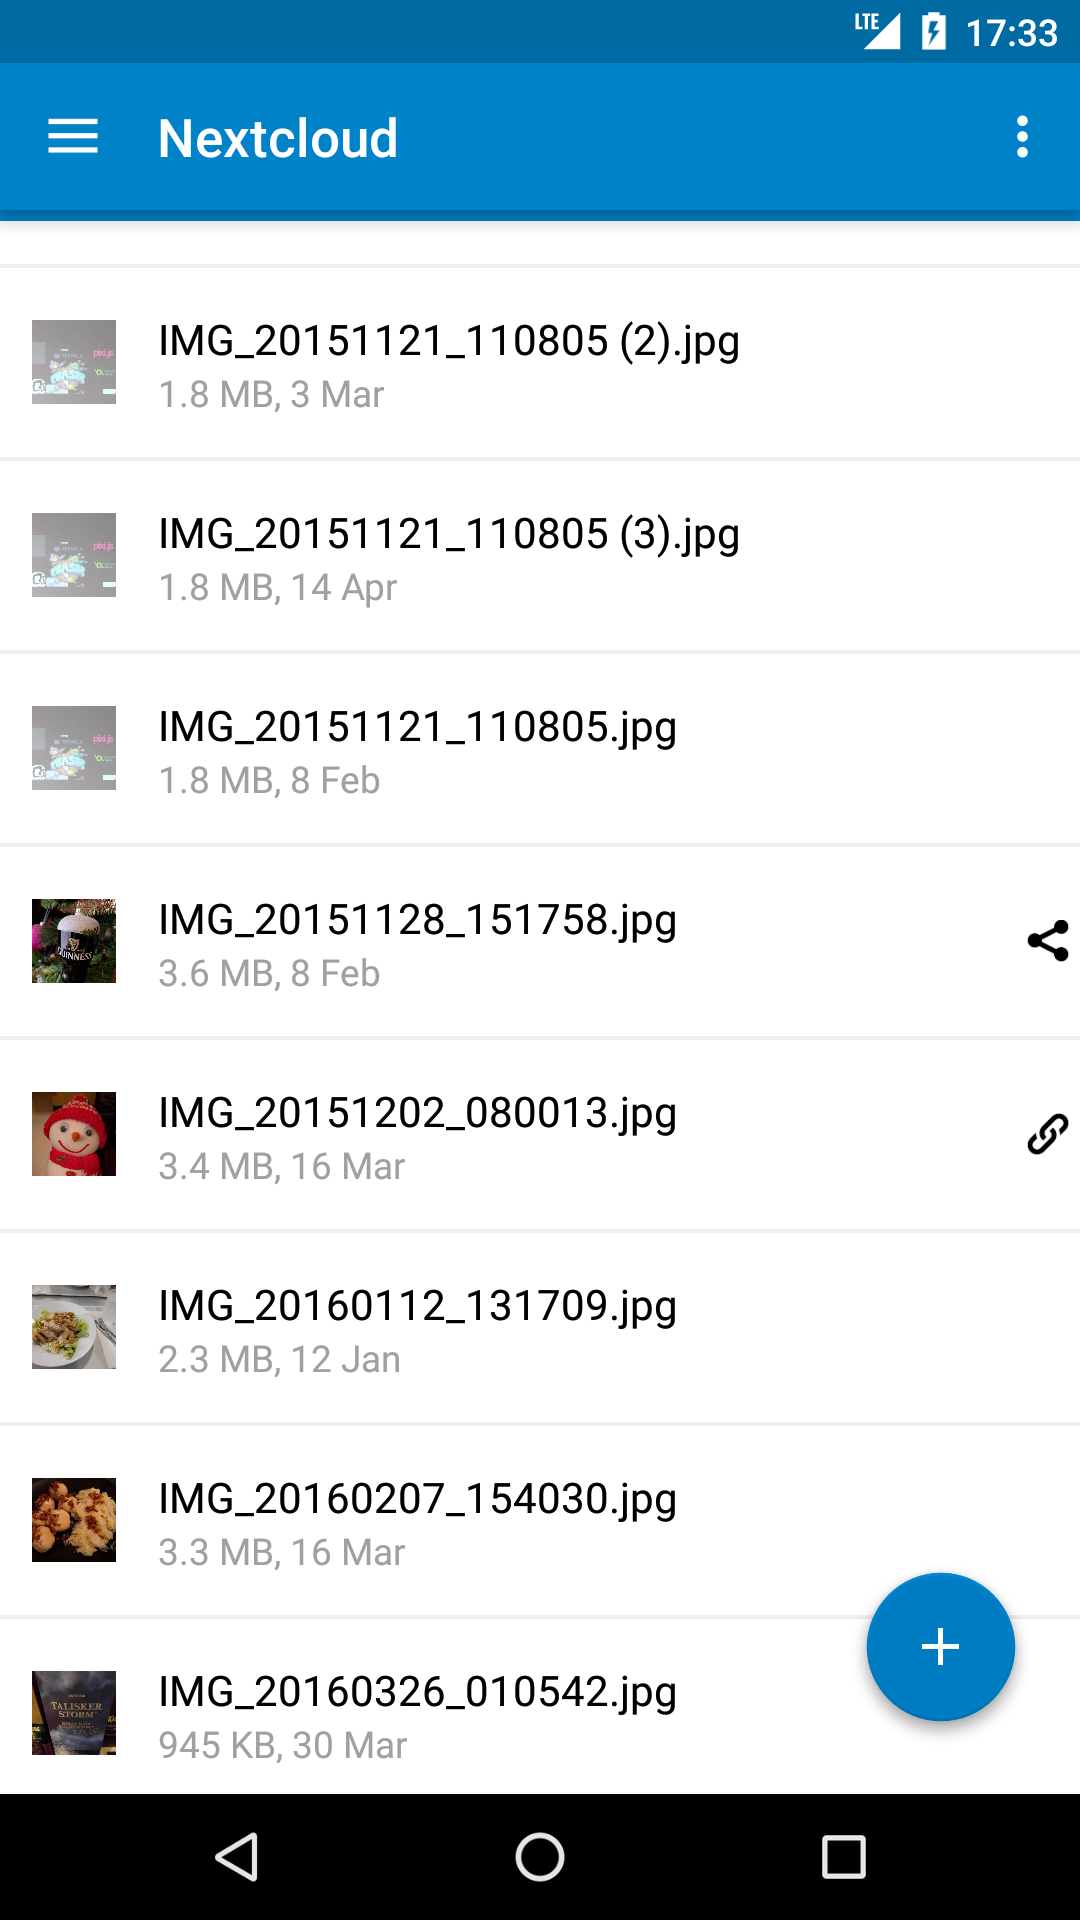 LTE 17:33
Nextcloud
IMG_20151121_110805 (2).jpg
1.8 MB, 3 Mar
IMG_20151121_110805 (3).jpg
1.8 MB, 14 Apr
IMG_20151121_110805.jpg
1.8 MB, 8 Feb
IMG_20151128_151758.jpg
3.6 MB, 8 Feb
GUINNESS
IMG_20151202_080013.jpg
3.4 MB, 16 Mar
IMG_20160112_131709.jpg
2.3 MB, 12 Jan
IMG_20160207_154030.jpg
3.3 MB, 16 Mar
IMG_20160326_010542.jpg
945 KB, 30 Mar
TALISKER
STORM